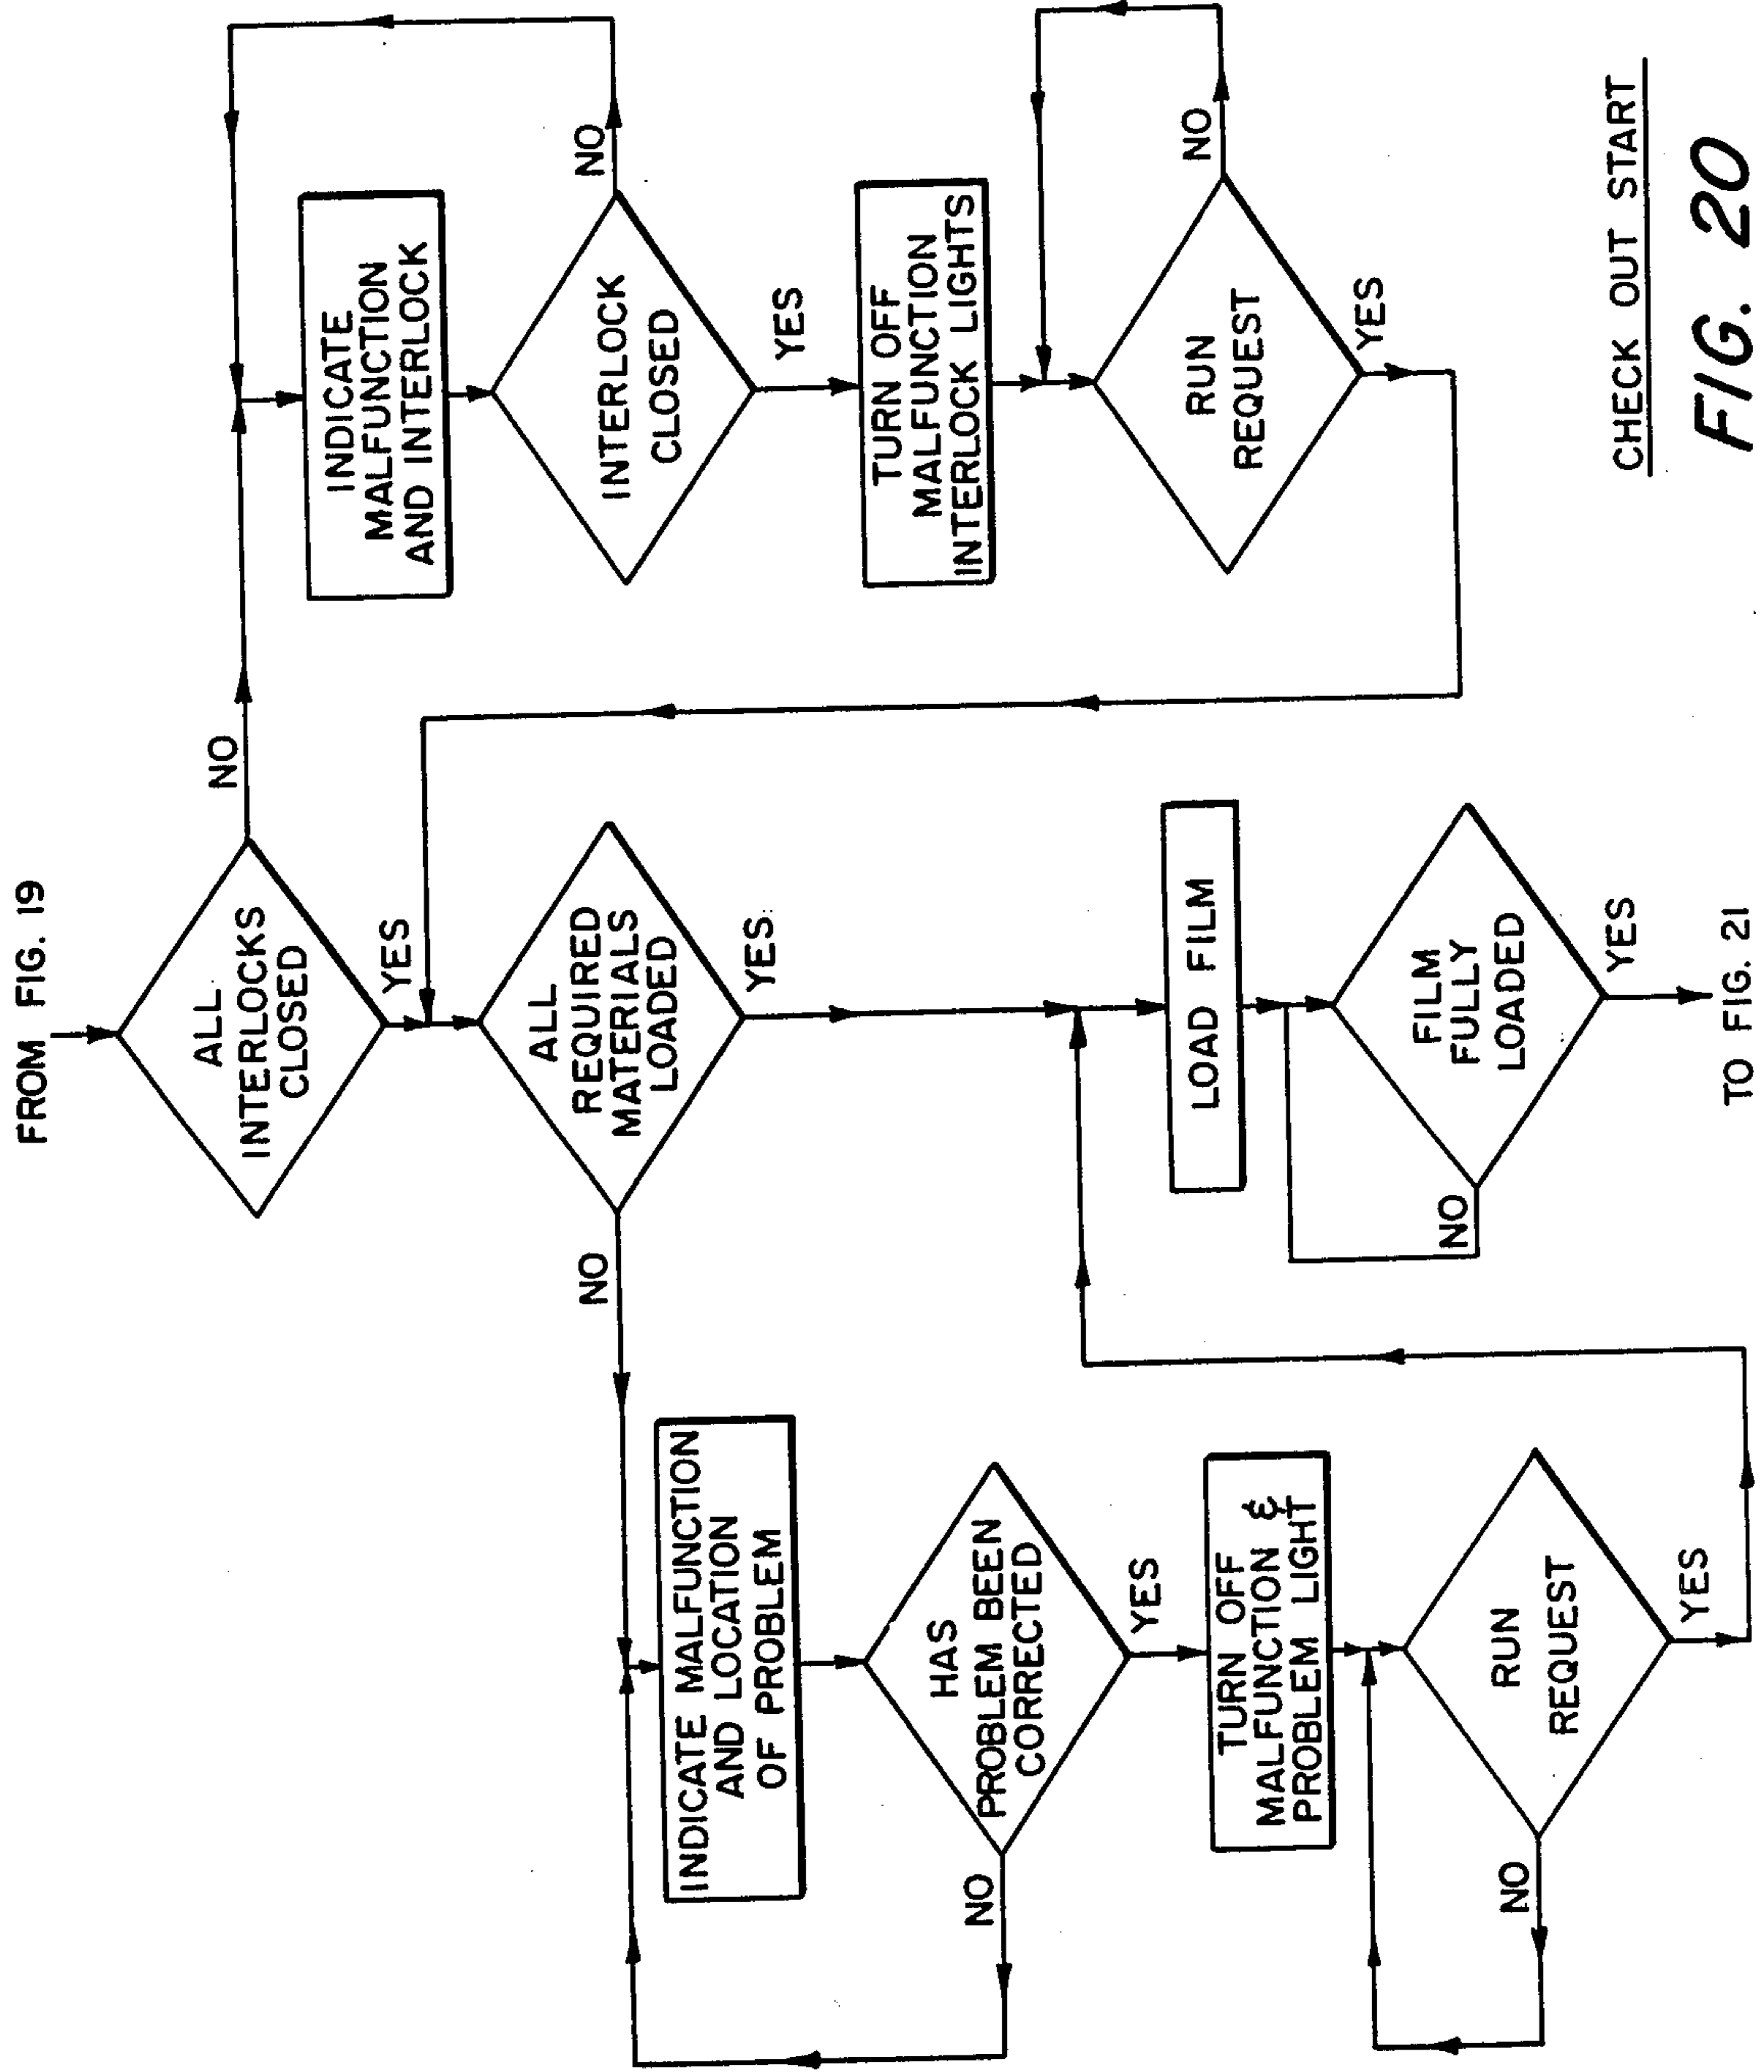 FROM FIG. 19
ALL
INTERLOCKS
CLOSED
NO
YES
INDICATE
MALFUNCTION
AND INTERLOCK
INTERLOCK
CLOSED
NO
YES
TURN OFF
MALFUNCTION
INTERLOCK LIGHTS
RUN
REQUEST
NO
YES
ALL
REQUIRED
MATERIALS
LOADED
NO
YES
INDICATE MALFUNCTION
AND LOCATION
OF PROBLEM
HAS
PROBLEM BEEN
CORRECTED
NO
YES
TURN OFF
MALFUNCTION &
PROBLEM LIGHT
RUN
REQUEST
NO
YES
LOAD FILM
FILM
FULLY
LOADED
NO
YES
TO FIG. 21
CHECK OUT START
FIG. 20